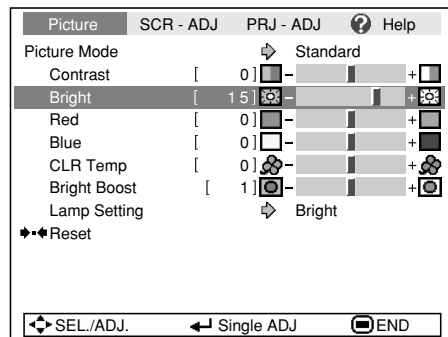 Picture SCR - ADJ PRJ - ADJ ? Help
Picture Mode Standard
Contrast [ 0] - +
Bright [ 15] - +
Red [ 0] - +
Blue [ 0] - +
CLR Temp [ 0] - +
Bright Boost [ 1] - +
Lamp Setting Bright
Reset
SEL./ADJ. Single ADJ END